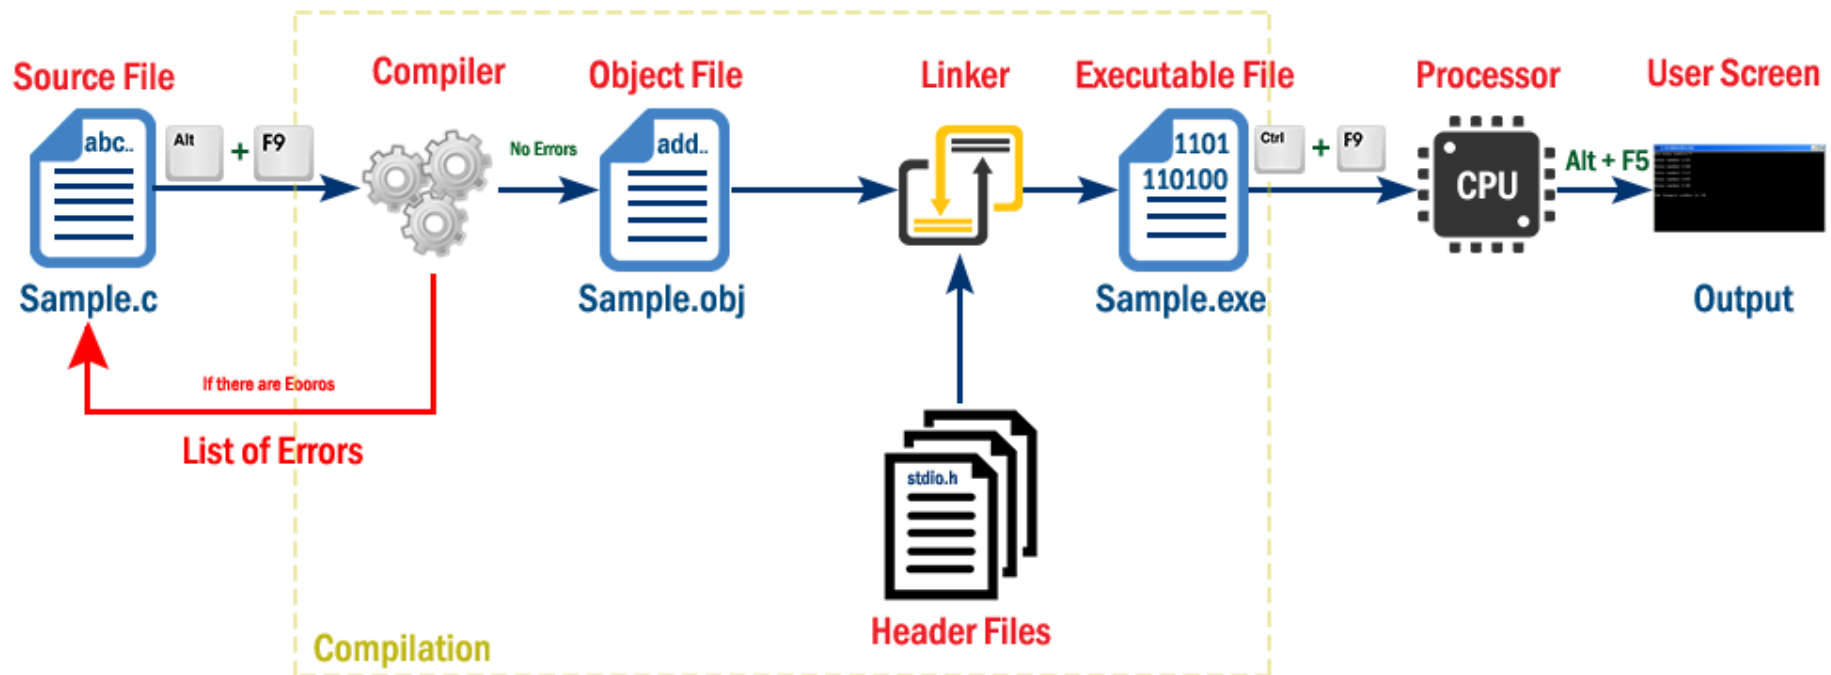 Source File
Compiler
Object File
Linker
Executable File
Processor
User Screen
abc..
Alt + F9
No Errors
add..
1101
110100
Ctrl + F9
CPU
Alt + F5
Sample.c
Sample.obj
Sample.exe
Output
If there are Eooros
List of Errors
stdio.h
Header Files
Compilation